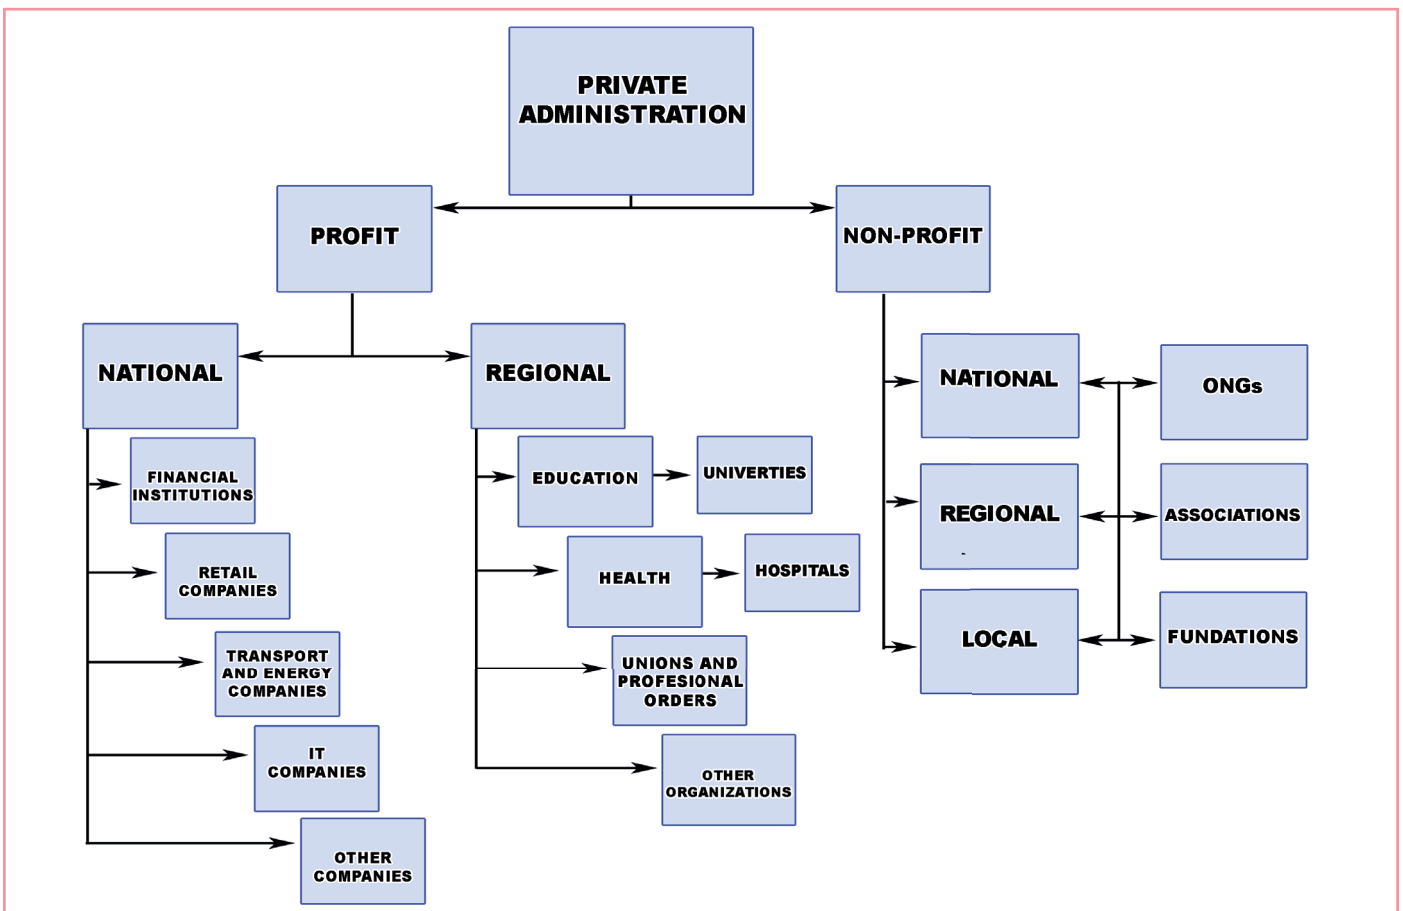 PRIVATE
ADMINISTRATION
PROFIT
NON-PROFIT
NATIONAL
FINANCIAL
INSTITUTIONS
RETAIL
COMPANIES
TRANSPORT
AND ENERGY
COMPANIES
IT
COMPANIES
OTHER
COMPANIES
REGIONAL
EDUCATION
UNIVERTIES
HEALTH
HOSPITALS
UNIONS AND
PROFESIONAL
ORDERS
OTHER
ORGANIZATIONS
NATIONAL
ONGs
REGIONAL
ASSOCIATIONS
LOCAL
FUNDATIONS